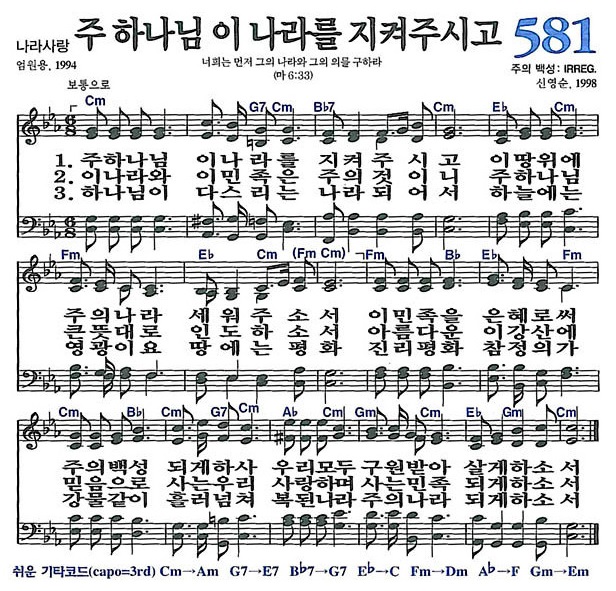 주 하나님 이 나라를 지켜주시고 581
나라사랑
엄원용, 1994
너희는 먼저 그의 나라와 그의 의를 구하라
(마 6:33)
주의 백성: IRREG.
신영순, 1998
보통으로
Cm G7 Cm B♭7 E♭ Cm
1. 주하나님 이나라를 지켜주시고 이땅위에
2. 이나라와 이민족은 주의것이니 주하나님
3. 하나님이 다스리는 나라되어서 하늘에는
Fm E♭ Cm (Fm Cm) Fm B♭ E♭ Fm
주의나라 세워주소서 이민족을 은혜로써
큰뜻대로 인도하소서 아름다운 이강산에
영광이요 땅에는평화 진리평화 참정의가
Cm B♭ Cm G7 Cm A♭ Cm Gm Cm E♭ Gm Cm
주의백성 되게하사 우리모두구원받아 살게하소서
믿음으로 사는우리 사랑하며사는민족 되게하소서
강물같이 흘러넘쳐 복된나라주의나라 되게하소서
쉬운 기타코드(capo=3rd) Cm→Am G7→E7 B♭7→G7 E♭→C Fm→Dm A♭→F Gm→Em